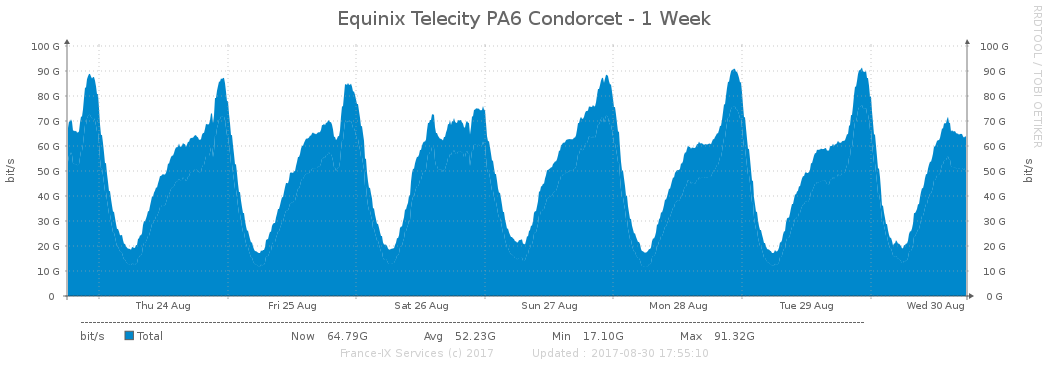 Equinix Telecity PA6 Condorcet - 1 Week
RRDTOOL / TOBI OETIKER
100 G 100 G
90 G 90 G
80 G 80 G
70 G 70 G
60 G 60 G
50 G 50 G
40 G 40 G
30 G 30 G
20 G 20 G
10 G 10 G
0 0 G
bit/s bit/s
Thu 24 Aug Fri 25 Aug Sat 26 Aug Sun 27 Aug Mon 28 Aug Tue 29 Aug Wed 30 Aug
bit/s Total Now 64.79G Avg 52.23G Min 17.10G Max 91.32G
France-IX Services (c) 2017 Updated : 2017-08-30 17:55:10